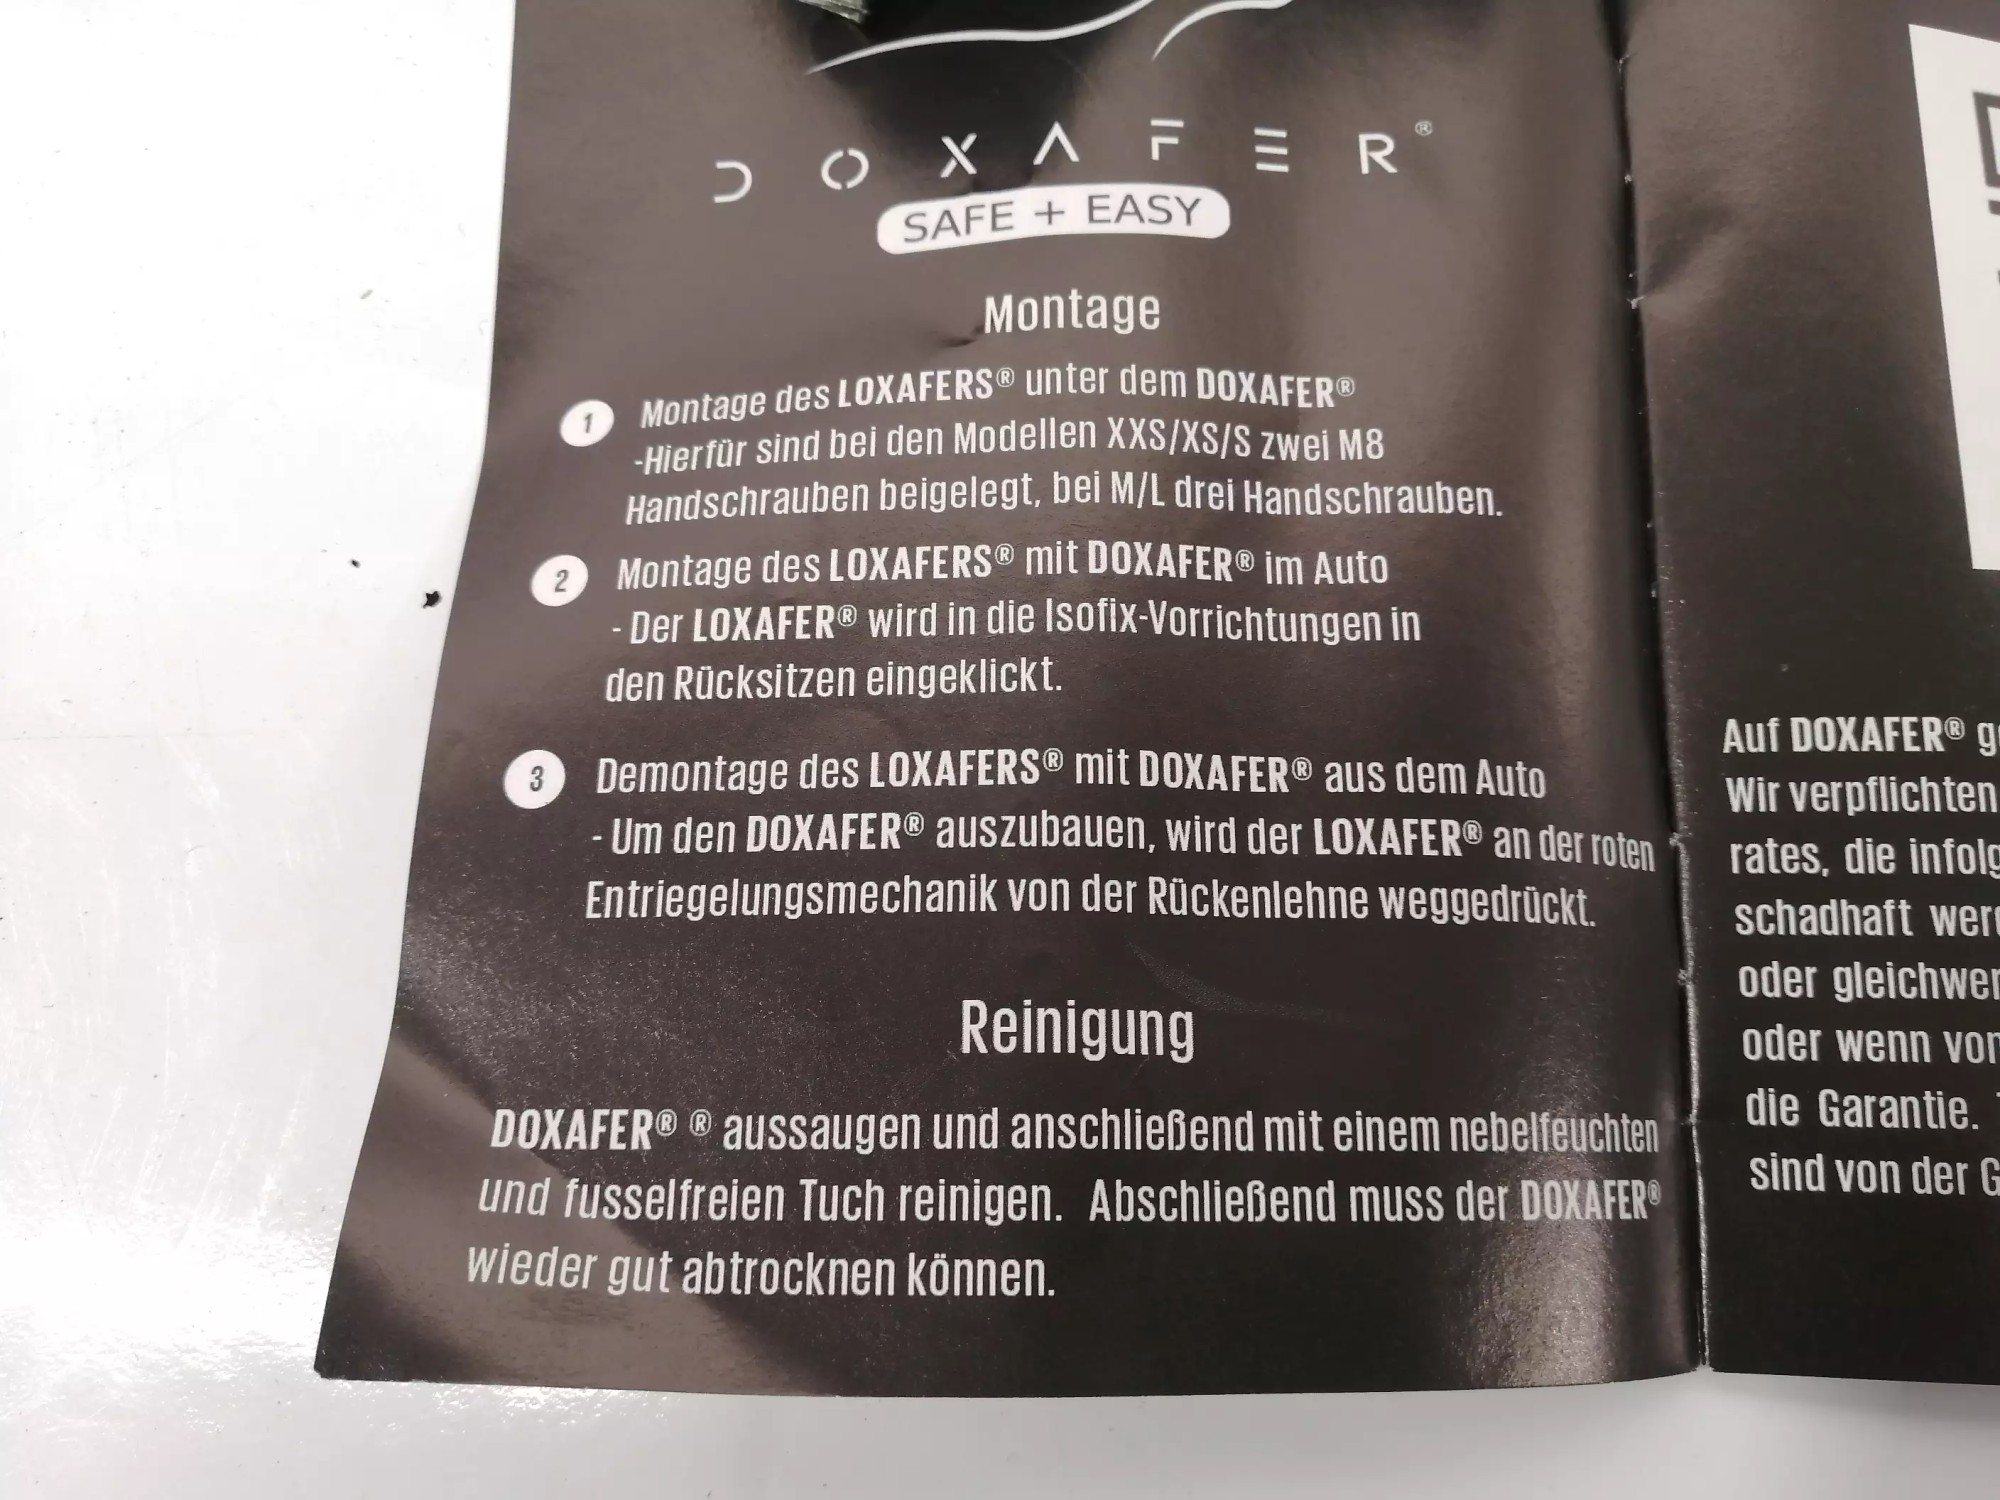 DOXAFER®
SAFE + EASY
Montage
1 Montage des LOXAFERS® unter dem DOXAFER®
-Hierfür sind bei den Modellen XXS/XS/S zwei M8
Handschrauben beigelegt, bei M/L drei Handschrauben.
2 Montage des LOXAFERS® mit DOXAFER® im Auto
- Der LOXAFER® wird in die Isofix-Vorrichtungen in
den Rücksitzen eingeklickt.
3 Demontage des LOXAFERS® mit DOXAFER® aus dem Auto
- Um den DOXAFER® auszubauen, wird der LOXAFER® an der roten
Entriegelungsmechanik von der Rückenlehne weggedrückt.
Reinigung
DOXAFER® ® aussaugen und anschließend mit einem nebelfeuchten
und fusselfreien Tuch reinigen. Abschließend muss der DOXAFER®
wieder gut abtrocknen können.
Auf DOXAFER®
Wir verpflichten
rates, die
schadhaft
oder
oder wenn
die Garantie.
sind von der